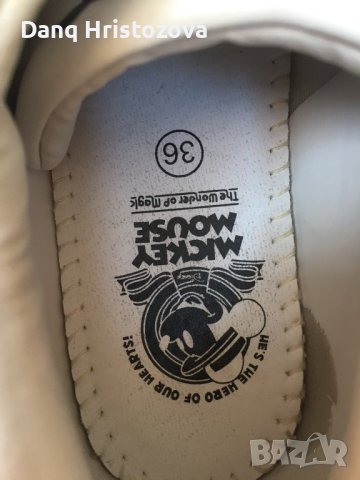 Danq Hristozova
HE'S THE HERO OF OUR HEARTS!
Disney
MICKEY
MOUSE
The Wonder of Magic
36
BAZAR